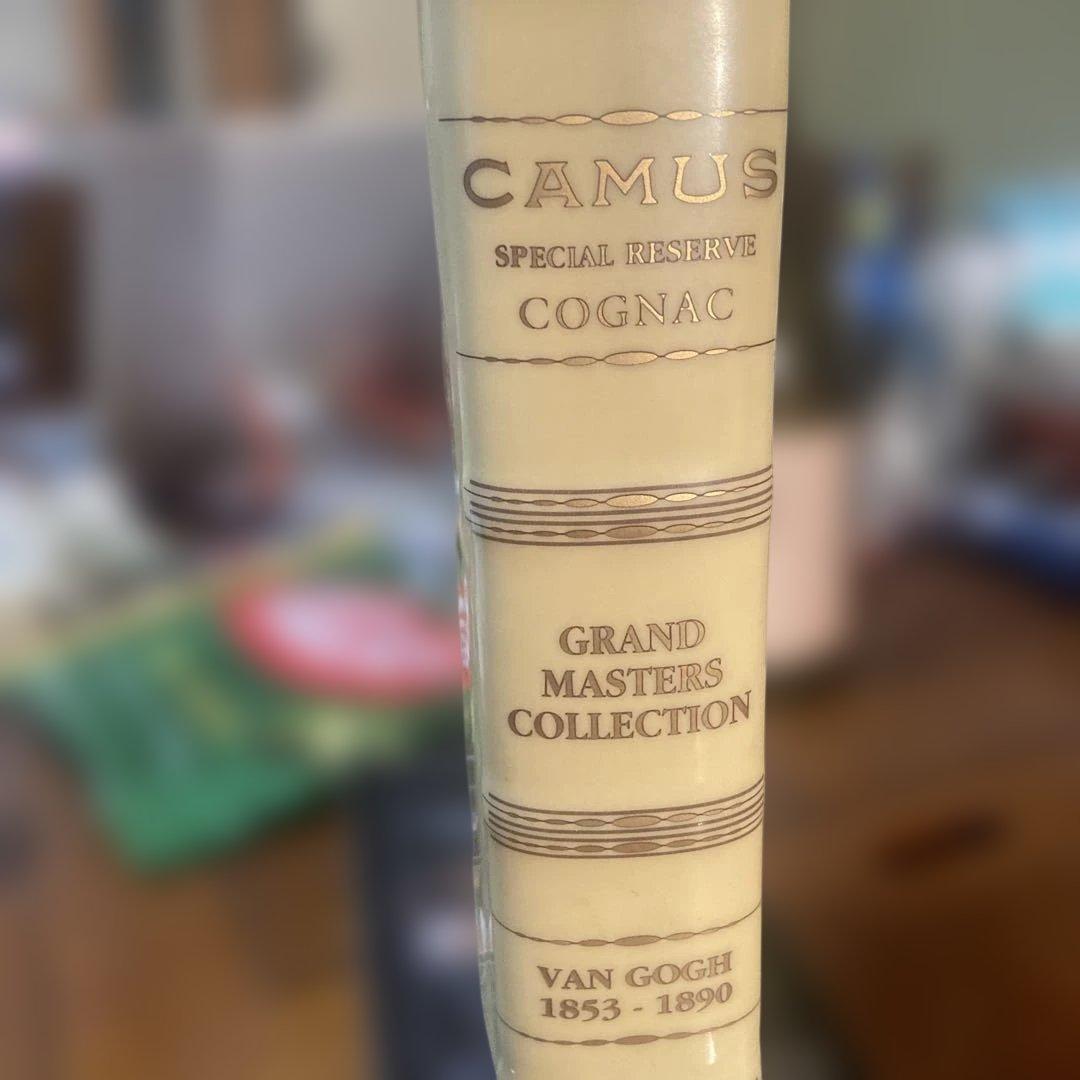 CAMUS
SPECIAL RESERVE
COGNAC
GRAND
MASTERS
COLLECTION
VAN GOGH
1853 - 1890